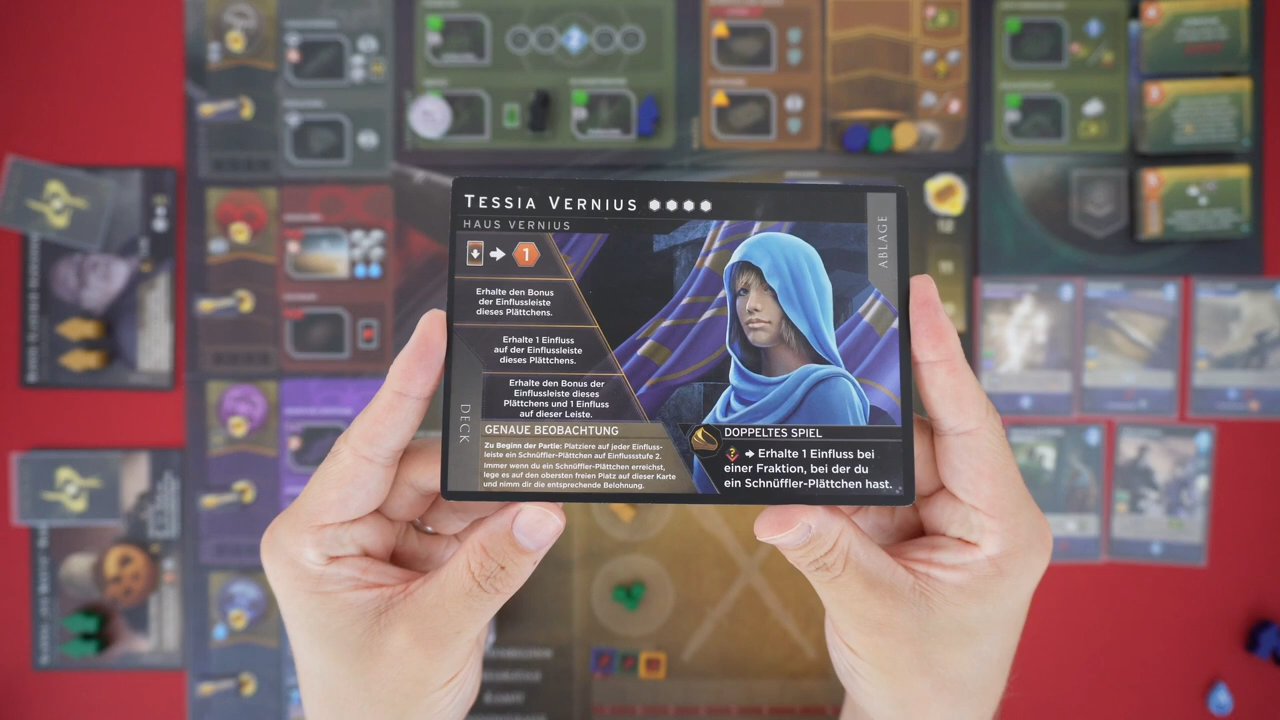 TESSIA VERNIUS
HAUS VERNIUS
ABLAGE
1
Erhalte den Bonus
der Einflussleiste
dieses Plättchens.
Erhalte 1 Einfluss
auf der Einflussleiste
dieses Plättchens.
Erhalte den Bonus der
Einflussleiste dieses
Plättchens und 1 Einfluss
auf dieser Leiste.
DECK
GENAUE BEOBACHTUNG
Zu Beginn der Partie: Platziere auf jeder Einfluss-
leiste ein Schnüffler-Plättchen auf Einflussstufe 2.
Immer wenn du ein Schnüffler-Plättchen erreichst,
lege es auf den obersten freien Platz auf dieser Karte
und nimm dir die entsprechende Belohnung.
DOPPELTES SPIEL
? Erhalte 1 Einfluss bei
einer Fraktion, bei der du
ein Schnüffler-Plättchen hast.